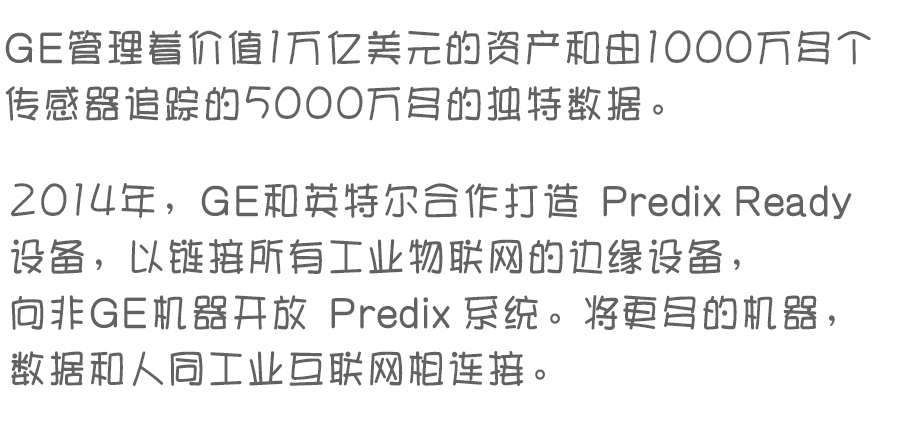 GE管理着价值1万亿美元的资产和由1000万多个
传感器追踪的5000万多的独特数据。
2014年，GE和英特尔合作打造 Predix Ready
设备，以链接所有工业物联网的边缘设备，
向非GE机器开放 Predix 系统。将更多的机器，
数据和人同工业互联网相连接。